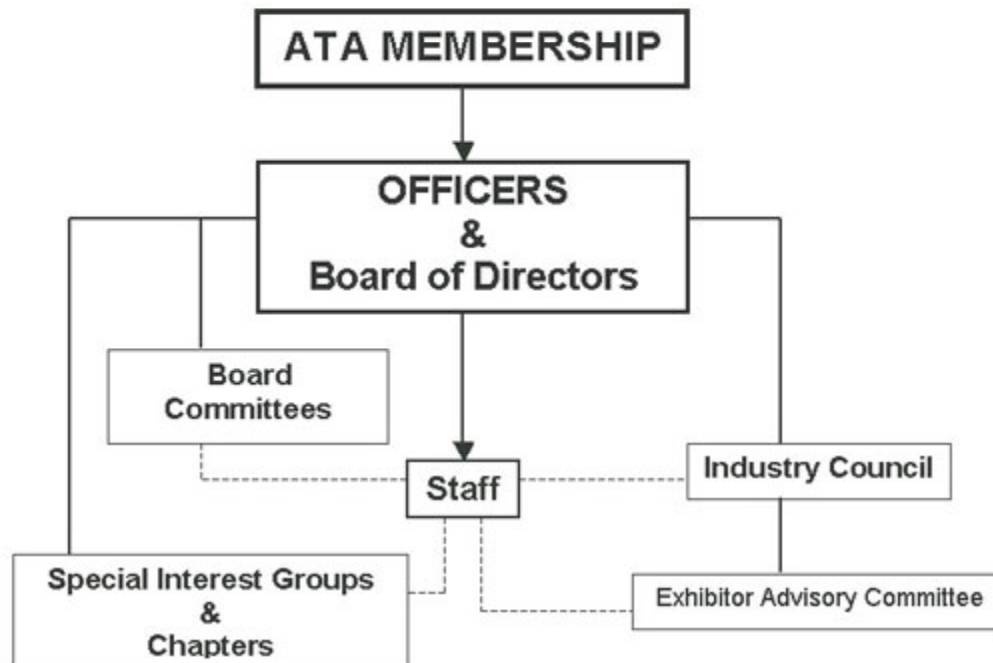 ATA MEMBERSHIP
OFFICERS
&
Board of Directors
Board
Committees
Staff
Industry Council
Special Interest Groups
&
Chapters
Exhibitor Advisory Committee